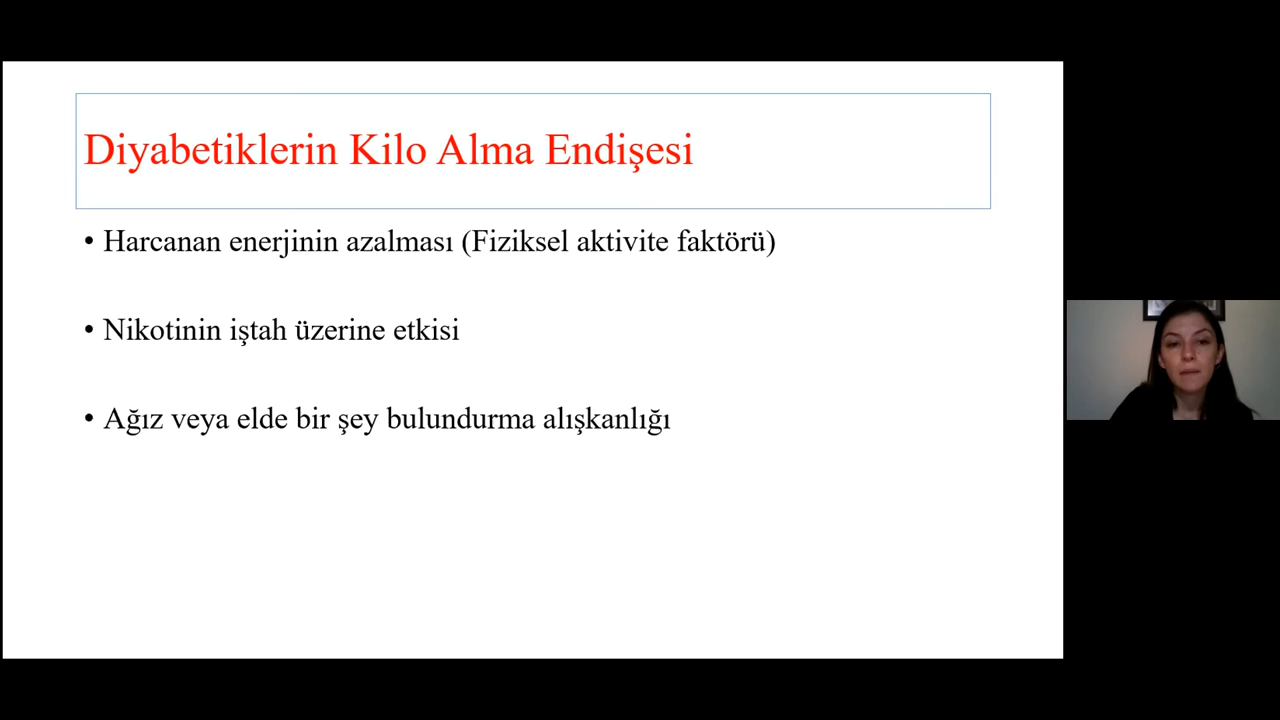 Diyabetiklerin Kilo Alma Endişesi
• Harcanan enerjinin azalması (Fiziksel aktivite faktörü)
• Nikotinin iştah üzerine etkisi
• Ağız veya elde bir şey bulundurma alışkanlığı